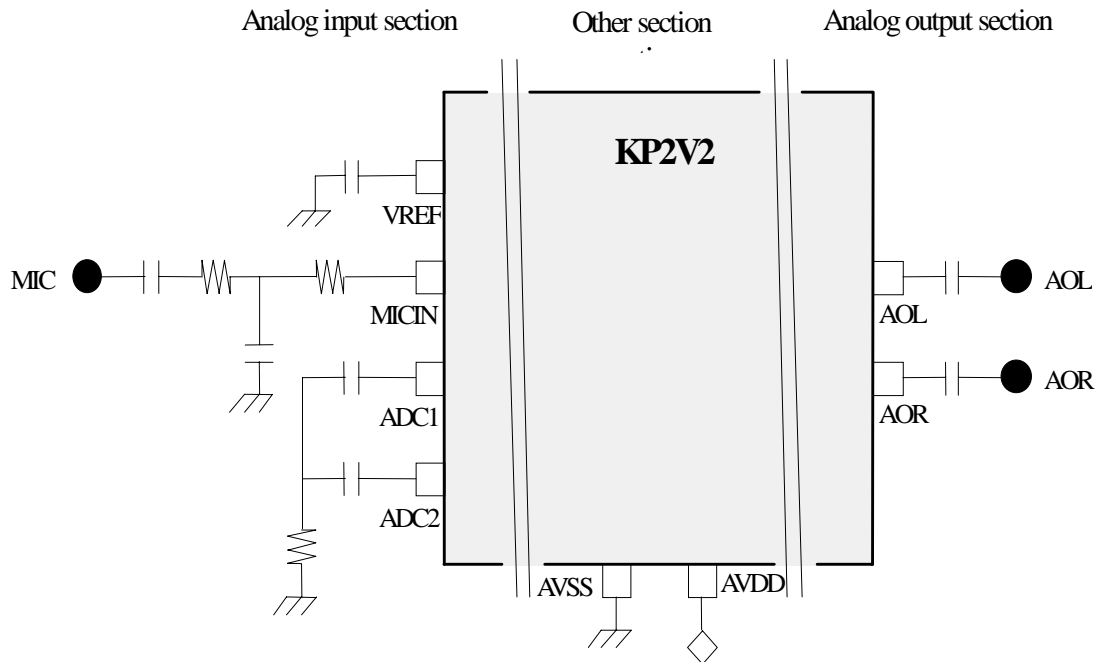 Analog input section
Other section
Analog output section
KP2V2
VREF
MIC
MICIN
AOL
AOL
ADC1
AOR
AOR
ADC2
AVSS
AVDD